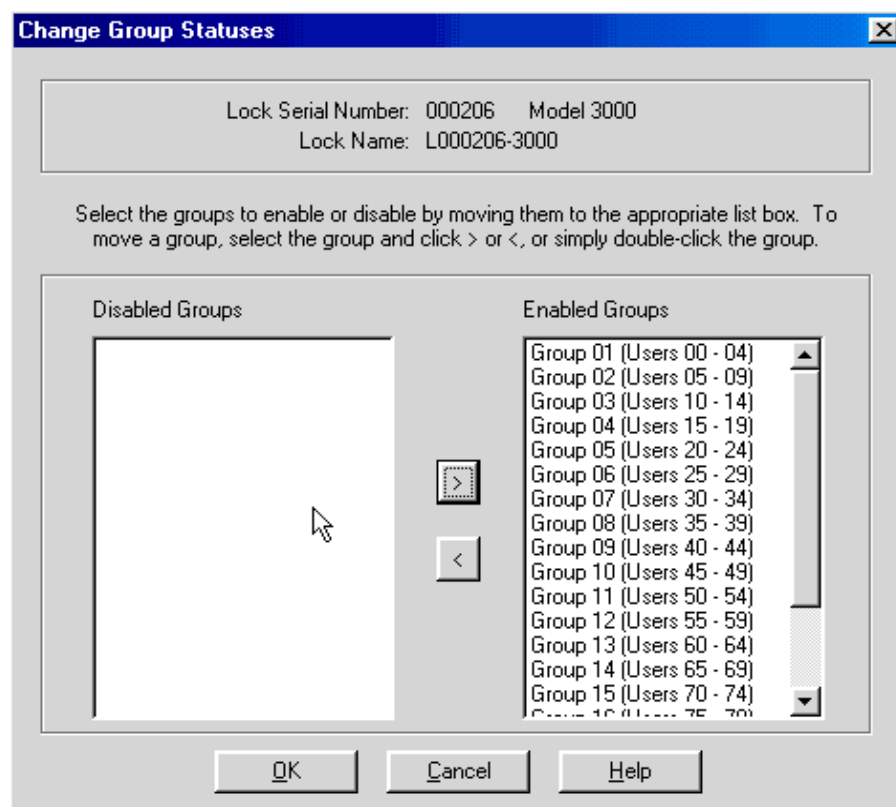 Change Group Statuses
Lock Serial Number: 000206 Model 3000
Lock Name: L000206-3000
Select the groups to enable or disable by moving them to the appropriate list box. To
move a group, select the group and click > or <, or simply double-click the group.
Disabled Groups
Enabled Groups
Group 01 (Users 00 - 04)
Group 02 (Users 05 - 09)
Group 03 (Users 10 - 14)
Group 04 (Users 15 - 19)
Group 05 (Users 20 - 24)
Group 06 (Users 25 - 29)
Group 07 (Users 30 - 34)
Group 08 (Users 35 - 39)
Group 09 (Users 40 - 44)
Group 10 (Users 45 - 49)
Group 11 (Users 50 - 54)
Group 12 (Users 55 - 59)
Group 13 (Users 60 - 64)
Group 14 (Users 65 - 69)
Group 15 (Users 70 - 74)
Group 16 (Users 75 - 79)
>
<
OK
Cancel
Help